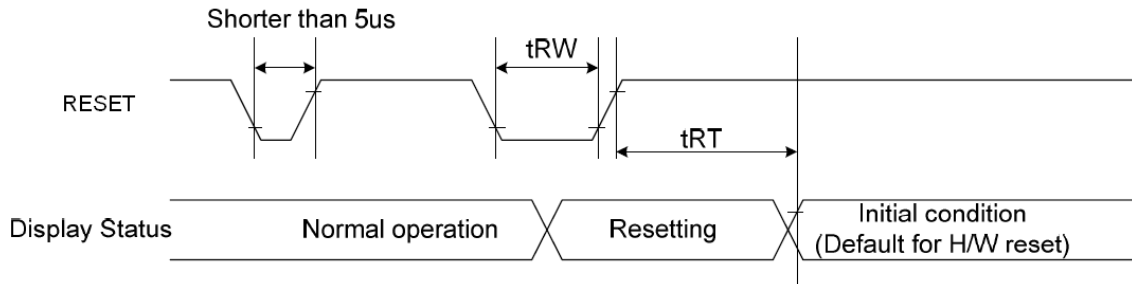 Shorter than 5us
tRW
RESET
tRT
Display Status
Normal operation
Resetting
Initial condition
(Default for H/W reset)